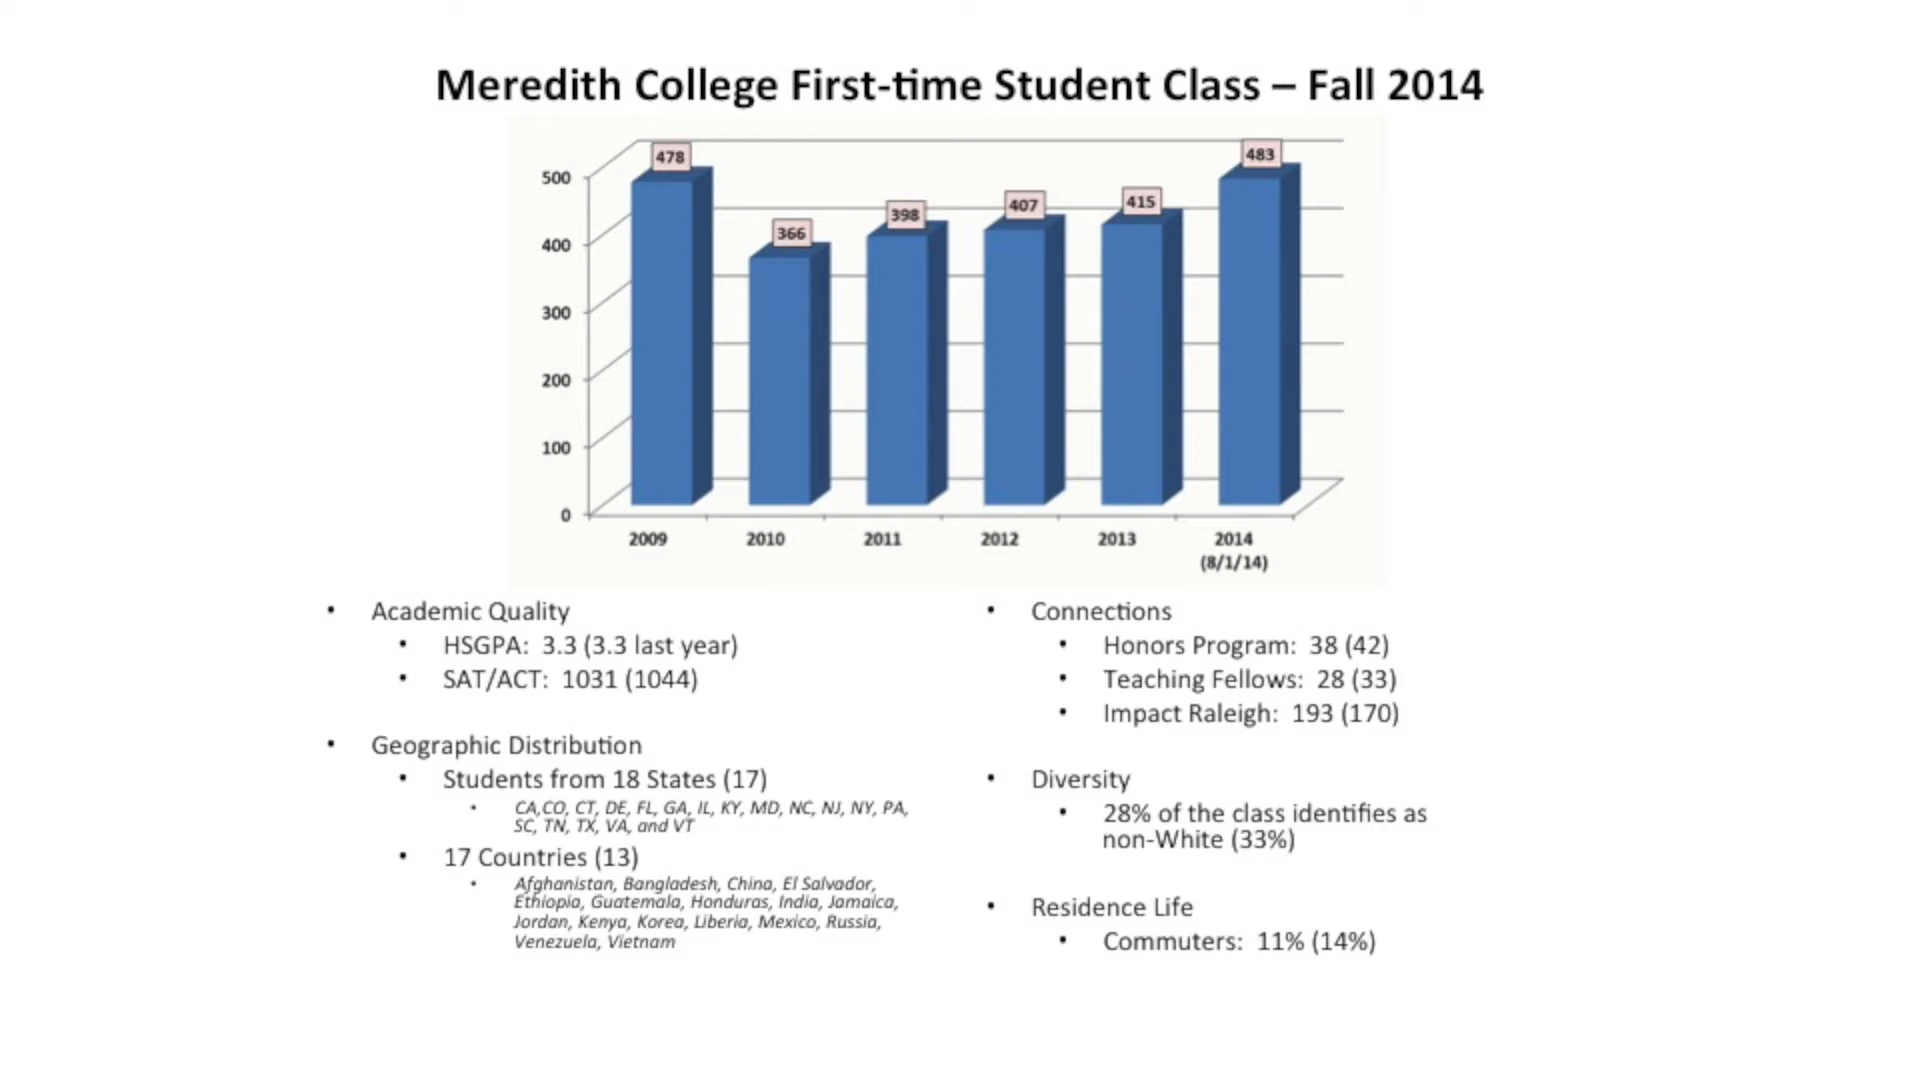 Meredith College First-time Student Class – Fall 2014
478
366
398
407
415
483
500
400
300
200
100
0
2009
2010
2011
2012
2013
2014
(8/1/14)
• Academic Quality
• HSGPA: 3.3 (3.3 last year)
• SAT/ACT: 1031 (1044)
• Geographic Distribution
• Students from 18 States (17)
• CA,CO, CT, DE, FL, GA, IL, KY, MD, NC, NJ, NY, PA,
SC, TN, TX, VA, and VT
• 17 Countries (13)
• Afghanistan, Bangladesh, China, El Salvador,
Ethiopia, Guatemala, Honduras, India, Jamaica,
Jordan, Kenya, Korea, Liberia, Mexico, Russia,
Venezuela, Vietnam
• Connections
• Honors Program: 38 (42)
• Teaching Fellows: 28 (33)
• Impact Raleigh: 193 (170)
• Diversity
• 28% of the class identifies as
non-White (33%)
• Residence Life
• Commuters: 11% (14%)